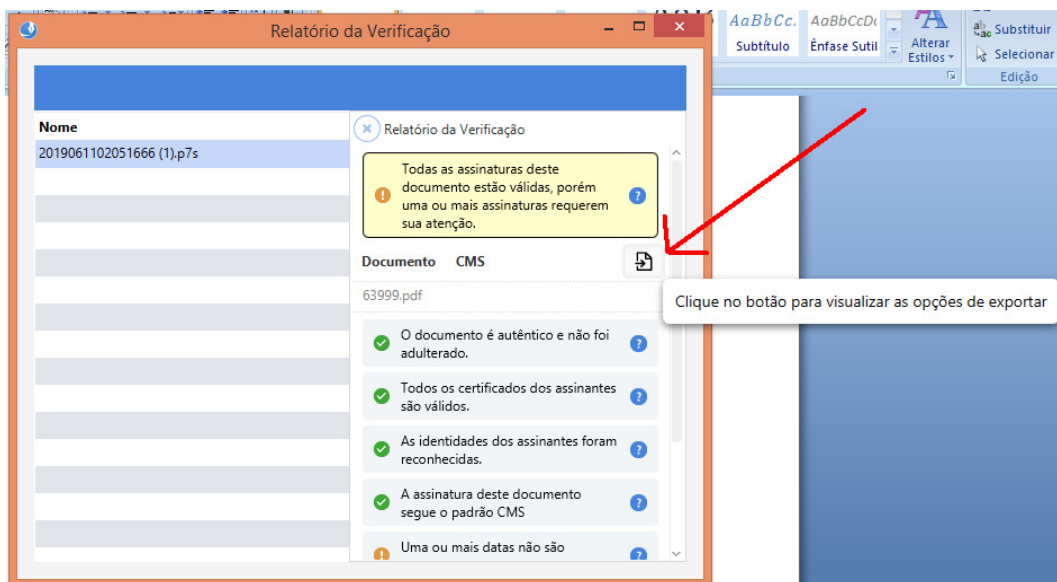 Relatório da Verificação
AaBbCc.
AaBbCcD
Subtítulo
Ênfase Sutil
Alterar
Estilos
Substituir
Selecionar
Edição
Nome
2019061102051666 (1).p7s
Relatório da Verificação
Todas as assinaturas deste
documento estão válidas, porém
uma ou mais assinaturas requerem
sua atenção.
Documento CMS
63999.pdf
Clique no botão para visualizar as opções de exportar
O documento é autêntico e não foi
adulterado.
Todos os certificados dos assinantes
são válidos.
As identidades dos assinantes foram
reconhecidas.
A assinatura deste documento
segue o padrão CMS
Uma ou mais datas não são